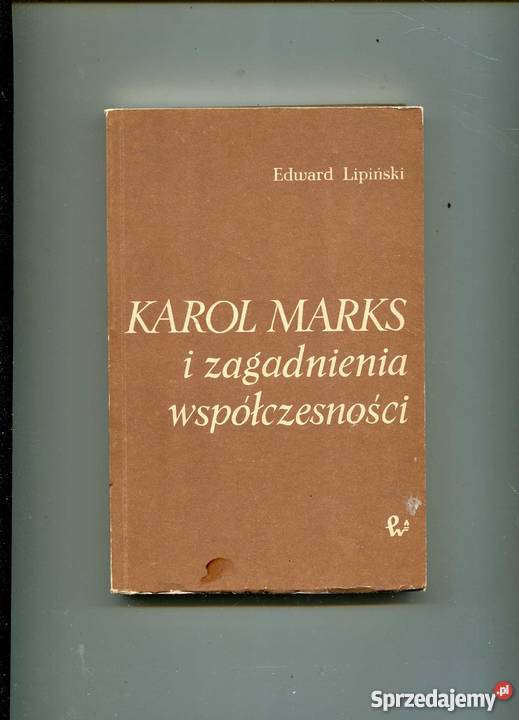 Edward Lipiński
KAROL MARKS
i zagadnienia
współczesności
Sprzedajemy.pl